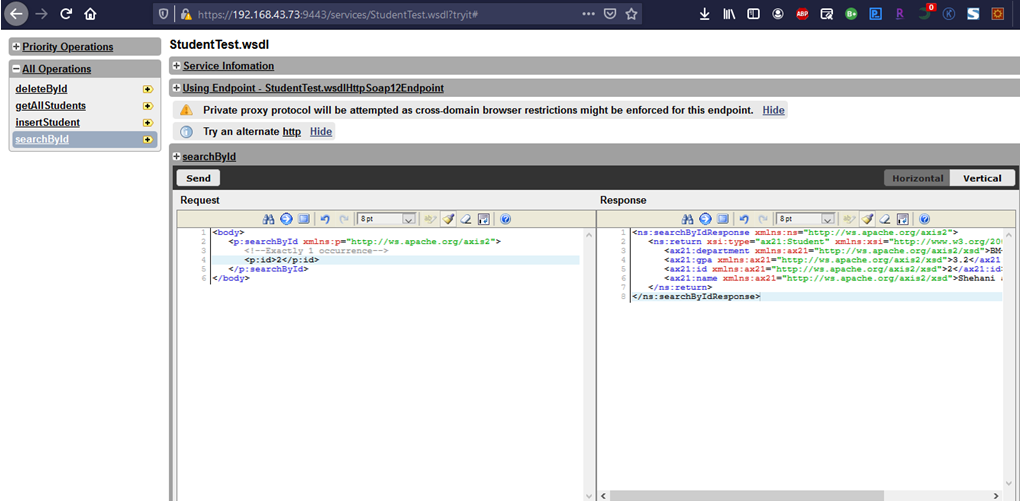 https://192.168.43.73:9443/services/StudentTest.wsdl?tryit#
ABP
0
Priority Operations
All Operations
deleteById
getAllStudents
insertStudent
searchById
StudentTest.wsdl
Service Infomation
Using Endpoint - StudentTest.wsdlHttpSoap12Endpoint
Private proxy protocol will be attempted as cross-domain browser restrictions might be enforced for this endpoint. Hide
Try an alternate http Hide
searchById
Send
Horizontal Vertical
Request
8 pt
1 <body>
2 <p:searchById xmlns:p="http://ws.apache.org/axis2">
3 <!--Exactly 1 occurrence-->
4 <p:id>2</p:id>
5 </p:searchById>
6 </body>
Response
8 pt
1 <ns:searchByIdResponse xmlns:ns="http://ws.apache.org/axis2">
2 <ns:return xsi:type="ax21:Student" xmlns:xsi="http://www.w3.org/20
3 <ax21:department xmlns:ax21="http://ws.apache.org/axis2/xsd">BM
4 <ax21:gpa xmlns:ax21="http://ws.apache.org/axis2/xsd">3.2</ax21
5 <ax21:id xmlns:ax21="http://ws.apache.org/axis2/xsd">2</ax21:id>
6 <ax21:name xmlns:ax21="http://ws.apache.org/axis2/xsd">Shehani
7 </ns:return>
8 </ns:searchByIdResponse>